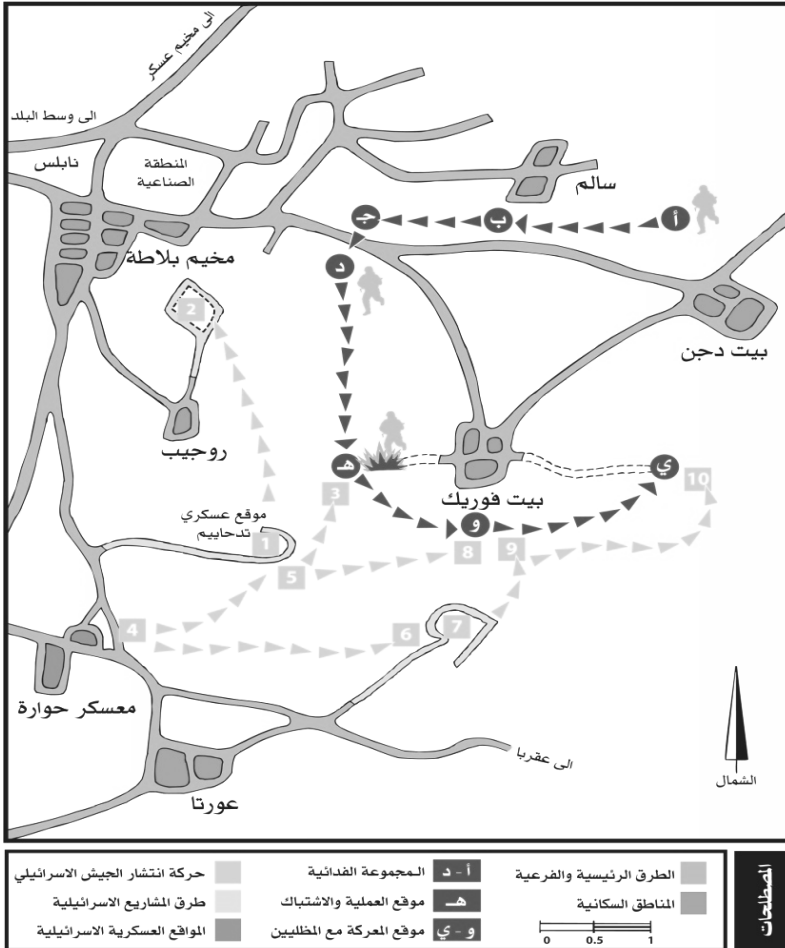 الى مخيم عسكر
الى وسط البلد
نابلس
المنطقة
الصناعية
سالم
أ
ب
جـ
مخيم بلاطة
د
2
بيت دجن
روجيب
هـ
ي
بيت فوريك
10
3
موقع عسكري
تدحاييم
و
1
8
9
5
4
6
7
معسكر حوارة
الى عقربا
الشمال
عورتا
المصطلحات
الطرق الرئيسية والفرعية
المناطق السكانية
0 0.5 1
أ - د المجموعة الفدائية
هـ موقع العملية والاشتباك
و - ي موقع المعركة مع المظليين
حركة انتشار الجيش الاسرائيلي
طرق المشاريع الاسرائيلية
المواقع العسكرية الاسرائيلية